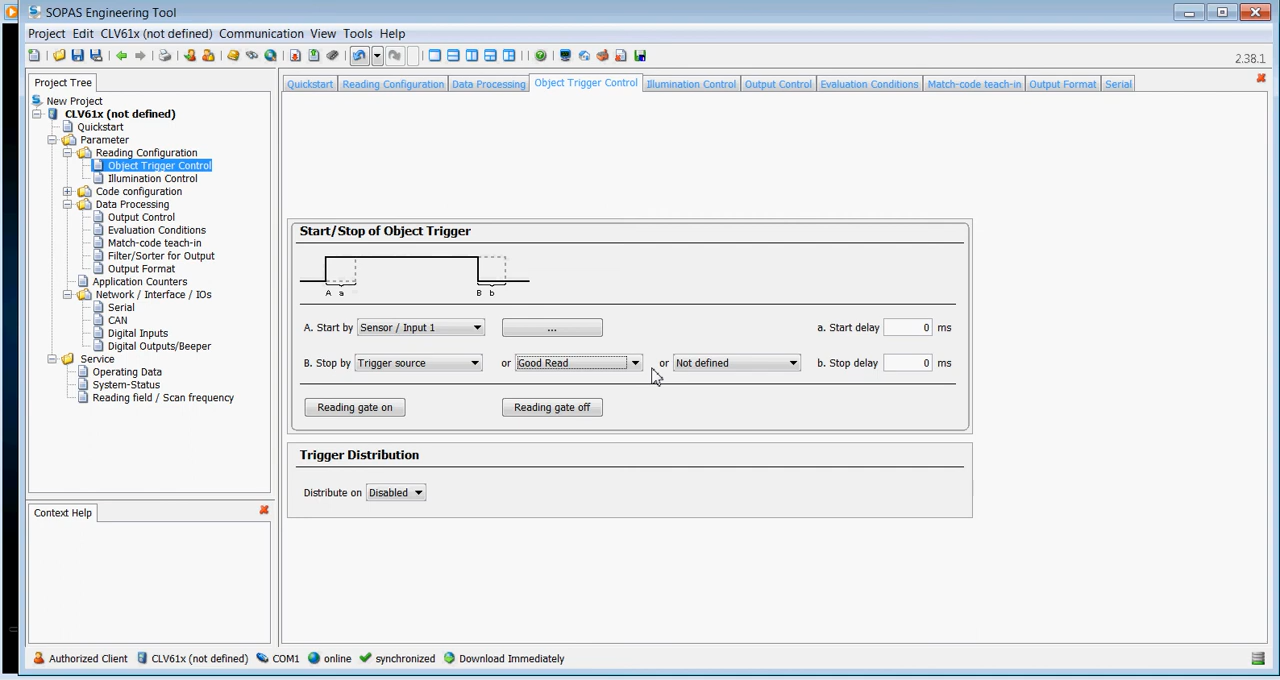 SOPAS Engineering Tool
Project Edit CLV61x (not defined) Communication View Tools Help
2.38.1
Project Tree
New Project
CLV61x (not defined)
Quickstart
Parameter
Reading Configuration
Object Trigger Control
Illumination Control
Code configuration
Data Processing
Output Control
Evaluation Conditions
Match-code teach-in
Filter/Sorter for Output
Output Format
Application Counters
Network / Interface / IOs
Serial
CAN
Digital Inputs
Digital Outputs/Beeper
Service
Operating Data
System-Status
Reading field / Scan frequency
Context Help
Quickstart Reading Configuration Data Processing Object Trigger Control Illumination Control Output Control Evaluation Conditions Match-code teach-in Output Format Serial
Start/Stop of Object Trigger
A a B b
A. Start by Sensor / Input 1 ... a. Start delay 0 ms
B. Stop by Trigger source or Good Read or Not defined b. Stop delay 0 ms
Reading gate on Reading gate off
Trigger Distribution
Distribute on Disabled
Authorized Client CLV61x (not defined) COM1 online synchronized Download Immediately